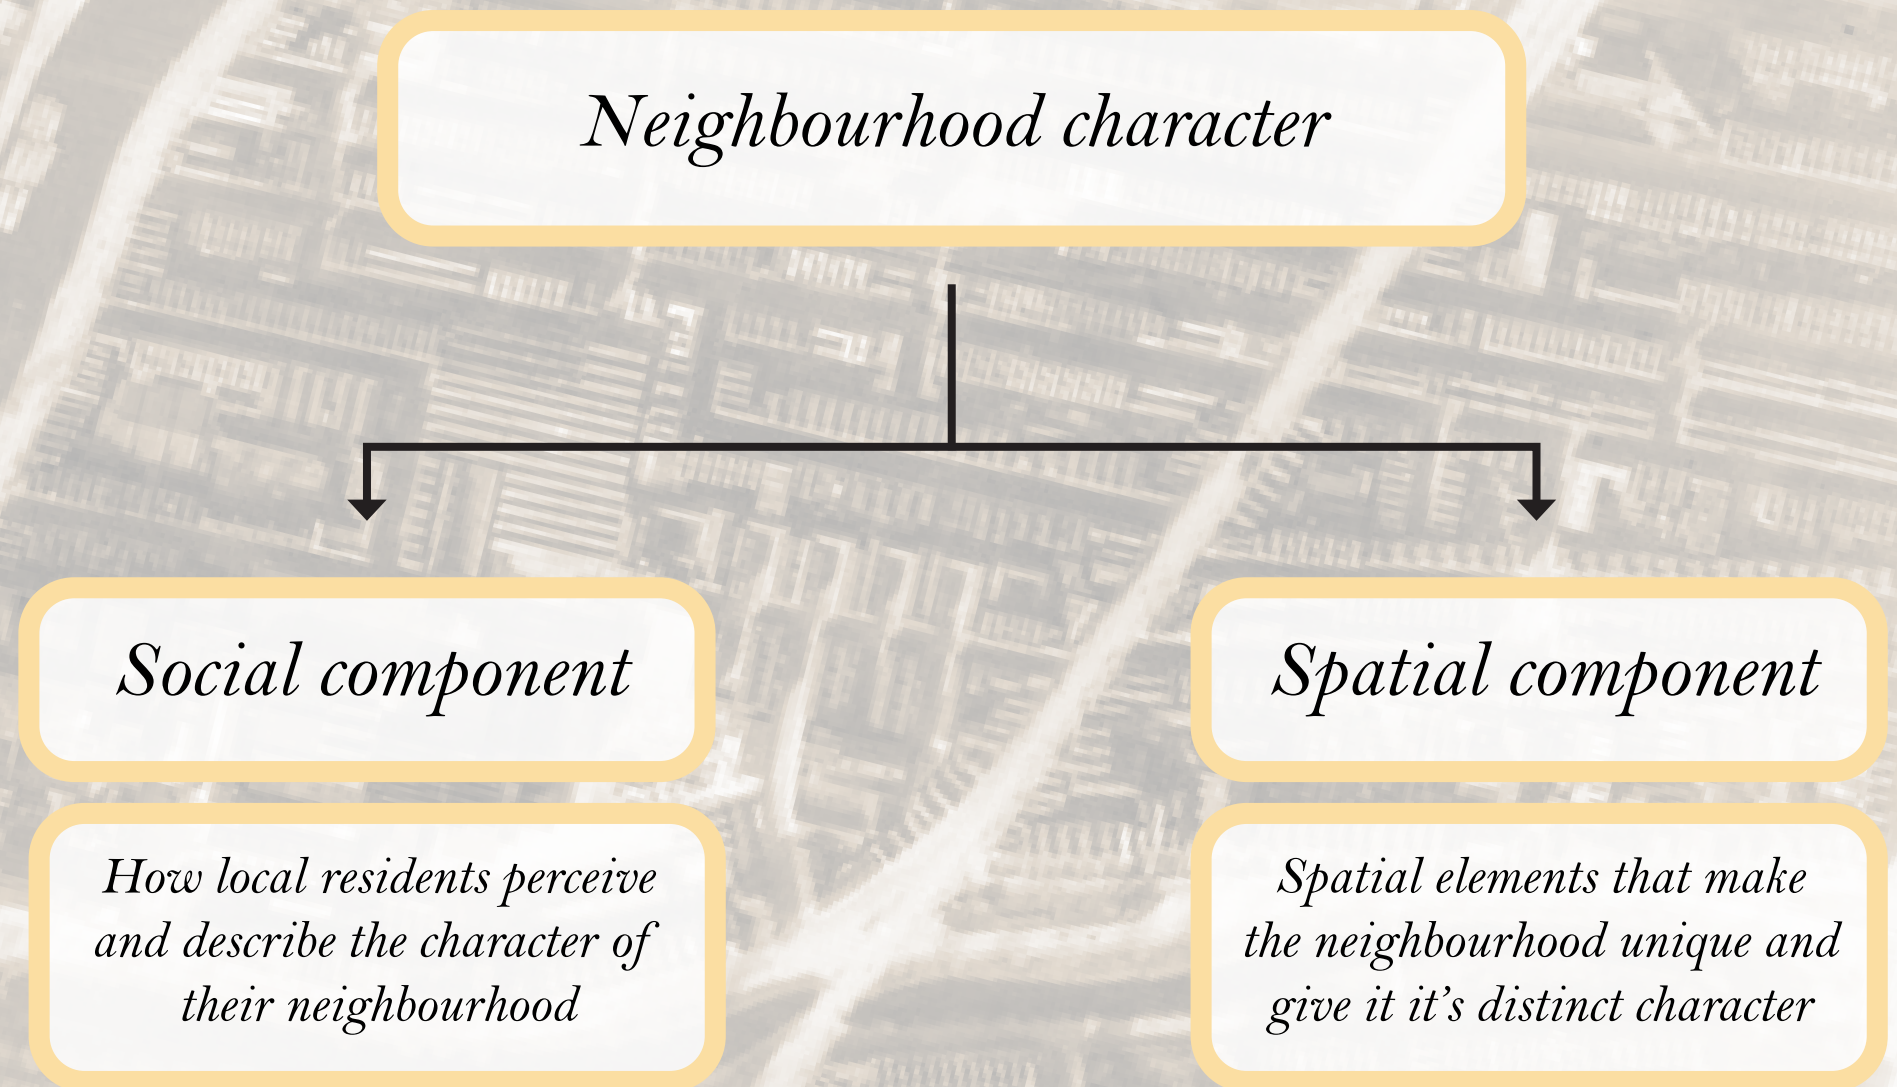 Neighbourhood character
Social component
How local residents perceive
and describe the character of
their neighbourhood
Spatial component
Spatial elements that make
the neighbourhood unique and
give it it’s distinct character